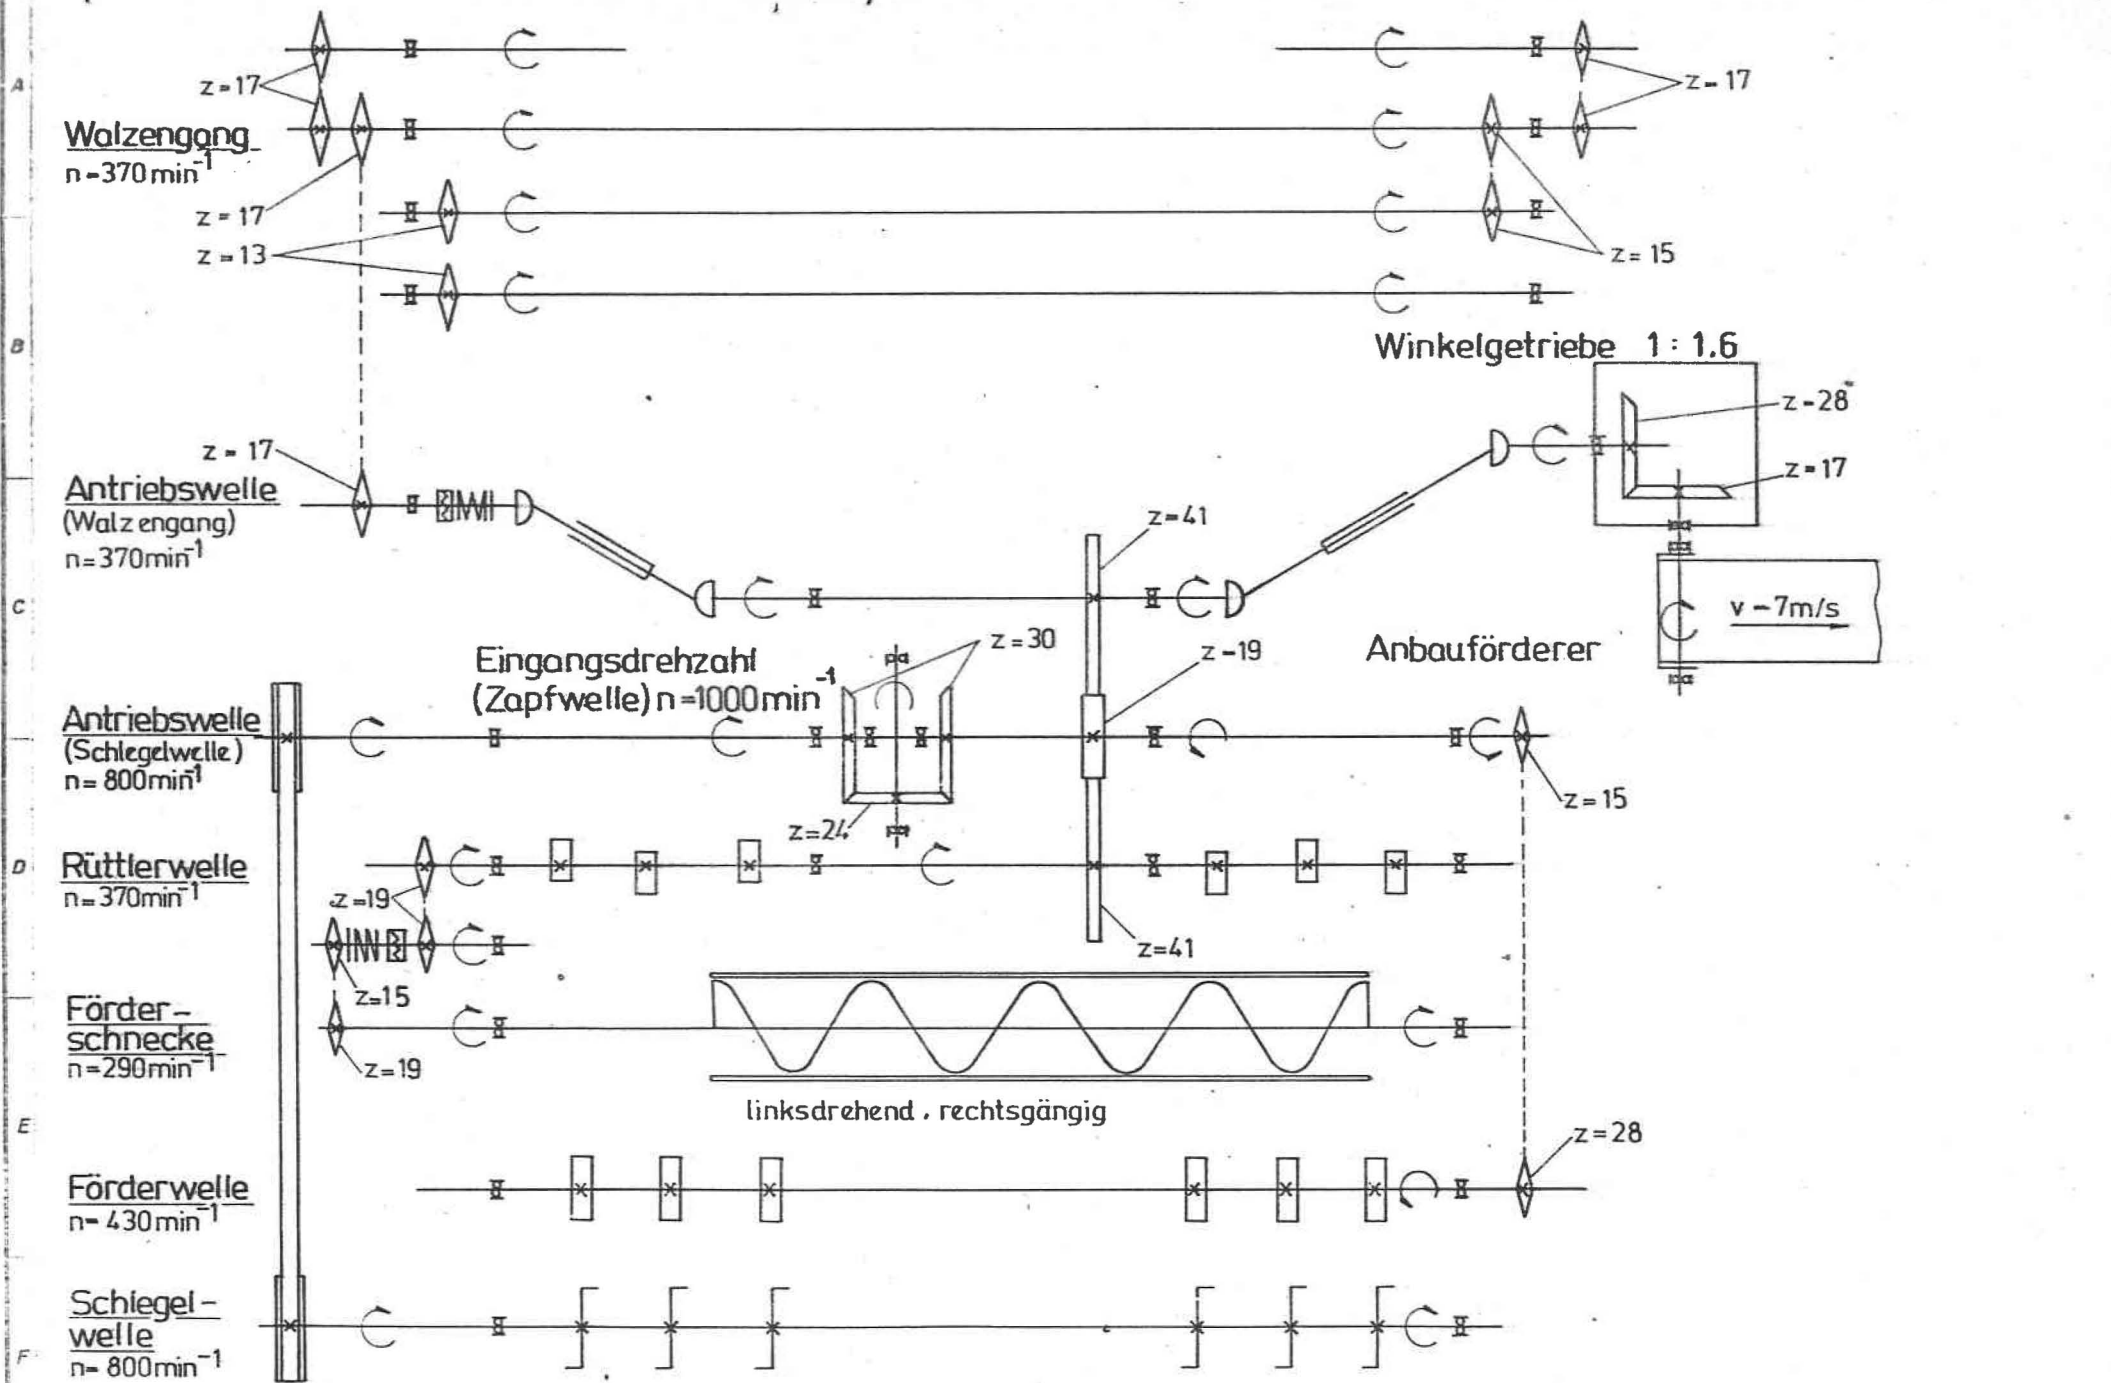 A
z=17
z=17
Walzengang
n=370min⁻¹
z=17
z=13
z=15
B
Winkelgetriebe 1:1,6
z=28
z=17
z=17
Antriebswelle
(Walzengang)
n=370min⁻¹
z=41
C
v=7m/s
Anbauförderer
z=30
z=19
Eingangsdrehzahl
(Zapfwelle) n=1000min⁻¹
Antriebswelle
(Schlegelwelle)
n=800min⁻¹
z=15
z=24
D
Rüttlerwelle
n=370min⁻¹
z=19
z=41
z=15
Förder-
schnecke
n=290min⁻¹
z=19
linksdrehend, rechtsgängig
E
z=28
Förderwelle
n=430min⁻¹
Schlegel-
welle
n=800min⁻¹
F